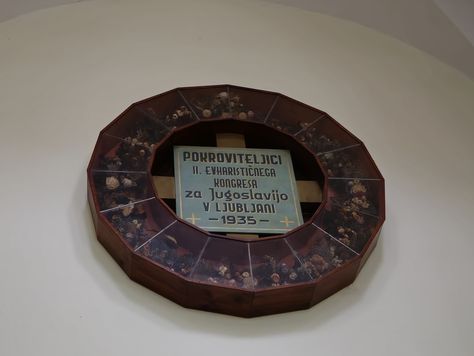 POKROVITELJICI
II. EVHARISTIČNEGA
KONGRESA
za Jugoslavijo
V LJUBLJANI
- 1935 -